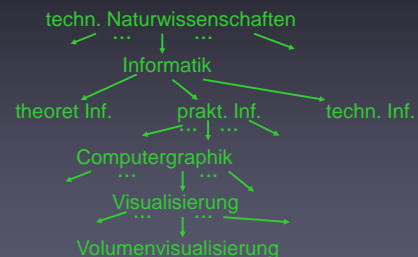 techn. Naturwissenschaften
... ...
Informatik
theoret Inf. prakt. Inf. techn. Inf.
... ...
Computergraphik
... ...
Visualisierung
... ...
Volumenvisualisierung